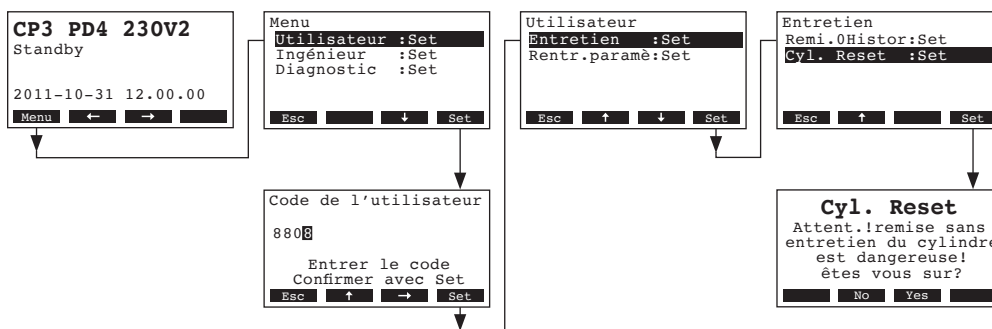 CP3 PD4 230V2
Standby
2011-10-31 12.00.00
Menu ← →
Menu
Utilisateur :Set
Ingénieur :Set
Diagnostic :Set
Esc ↓ Set
Code de l'utilisateur
8808
Entrer le code
Confirmer avec Set
Esc ↑ → Set
Utilisateur
Entretien :Set
Rentr.paramè:Set
Esc ↑ ↓ Set
Entretien
Remi.0Histor:Set
Cyl. Reset :Set
Esc ↑ Set
Cyl. Reset
Attent.!remise sans
entretien du cylindre
est dangereuse!
êtes vous sur?
No Yes